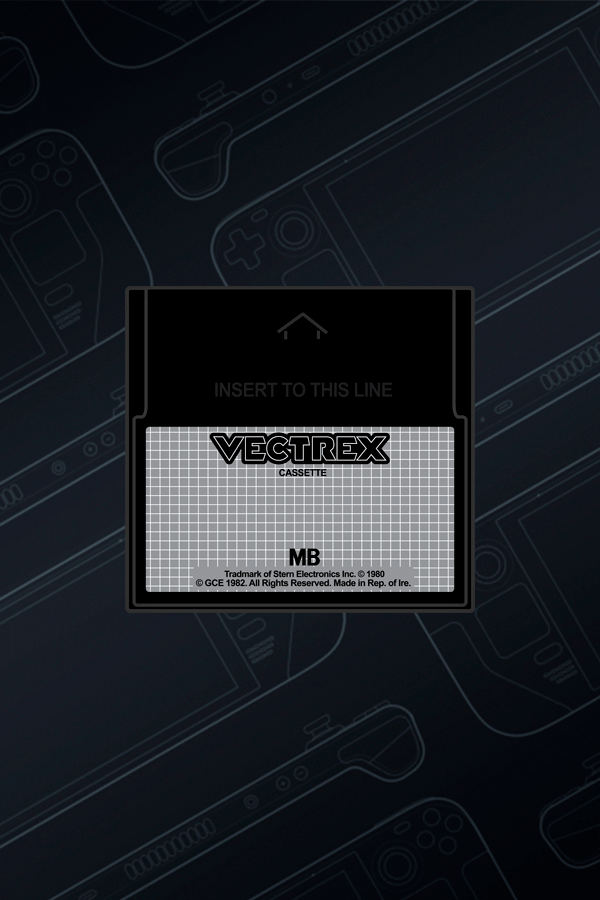 INSERT TO THIS LINE
VECTREX
CASSETTE
MB
Trademark of Stern Electronics Inc. © 1980
© GCE 1982. All Rights Reserved. Made in Rep. of Ire.